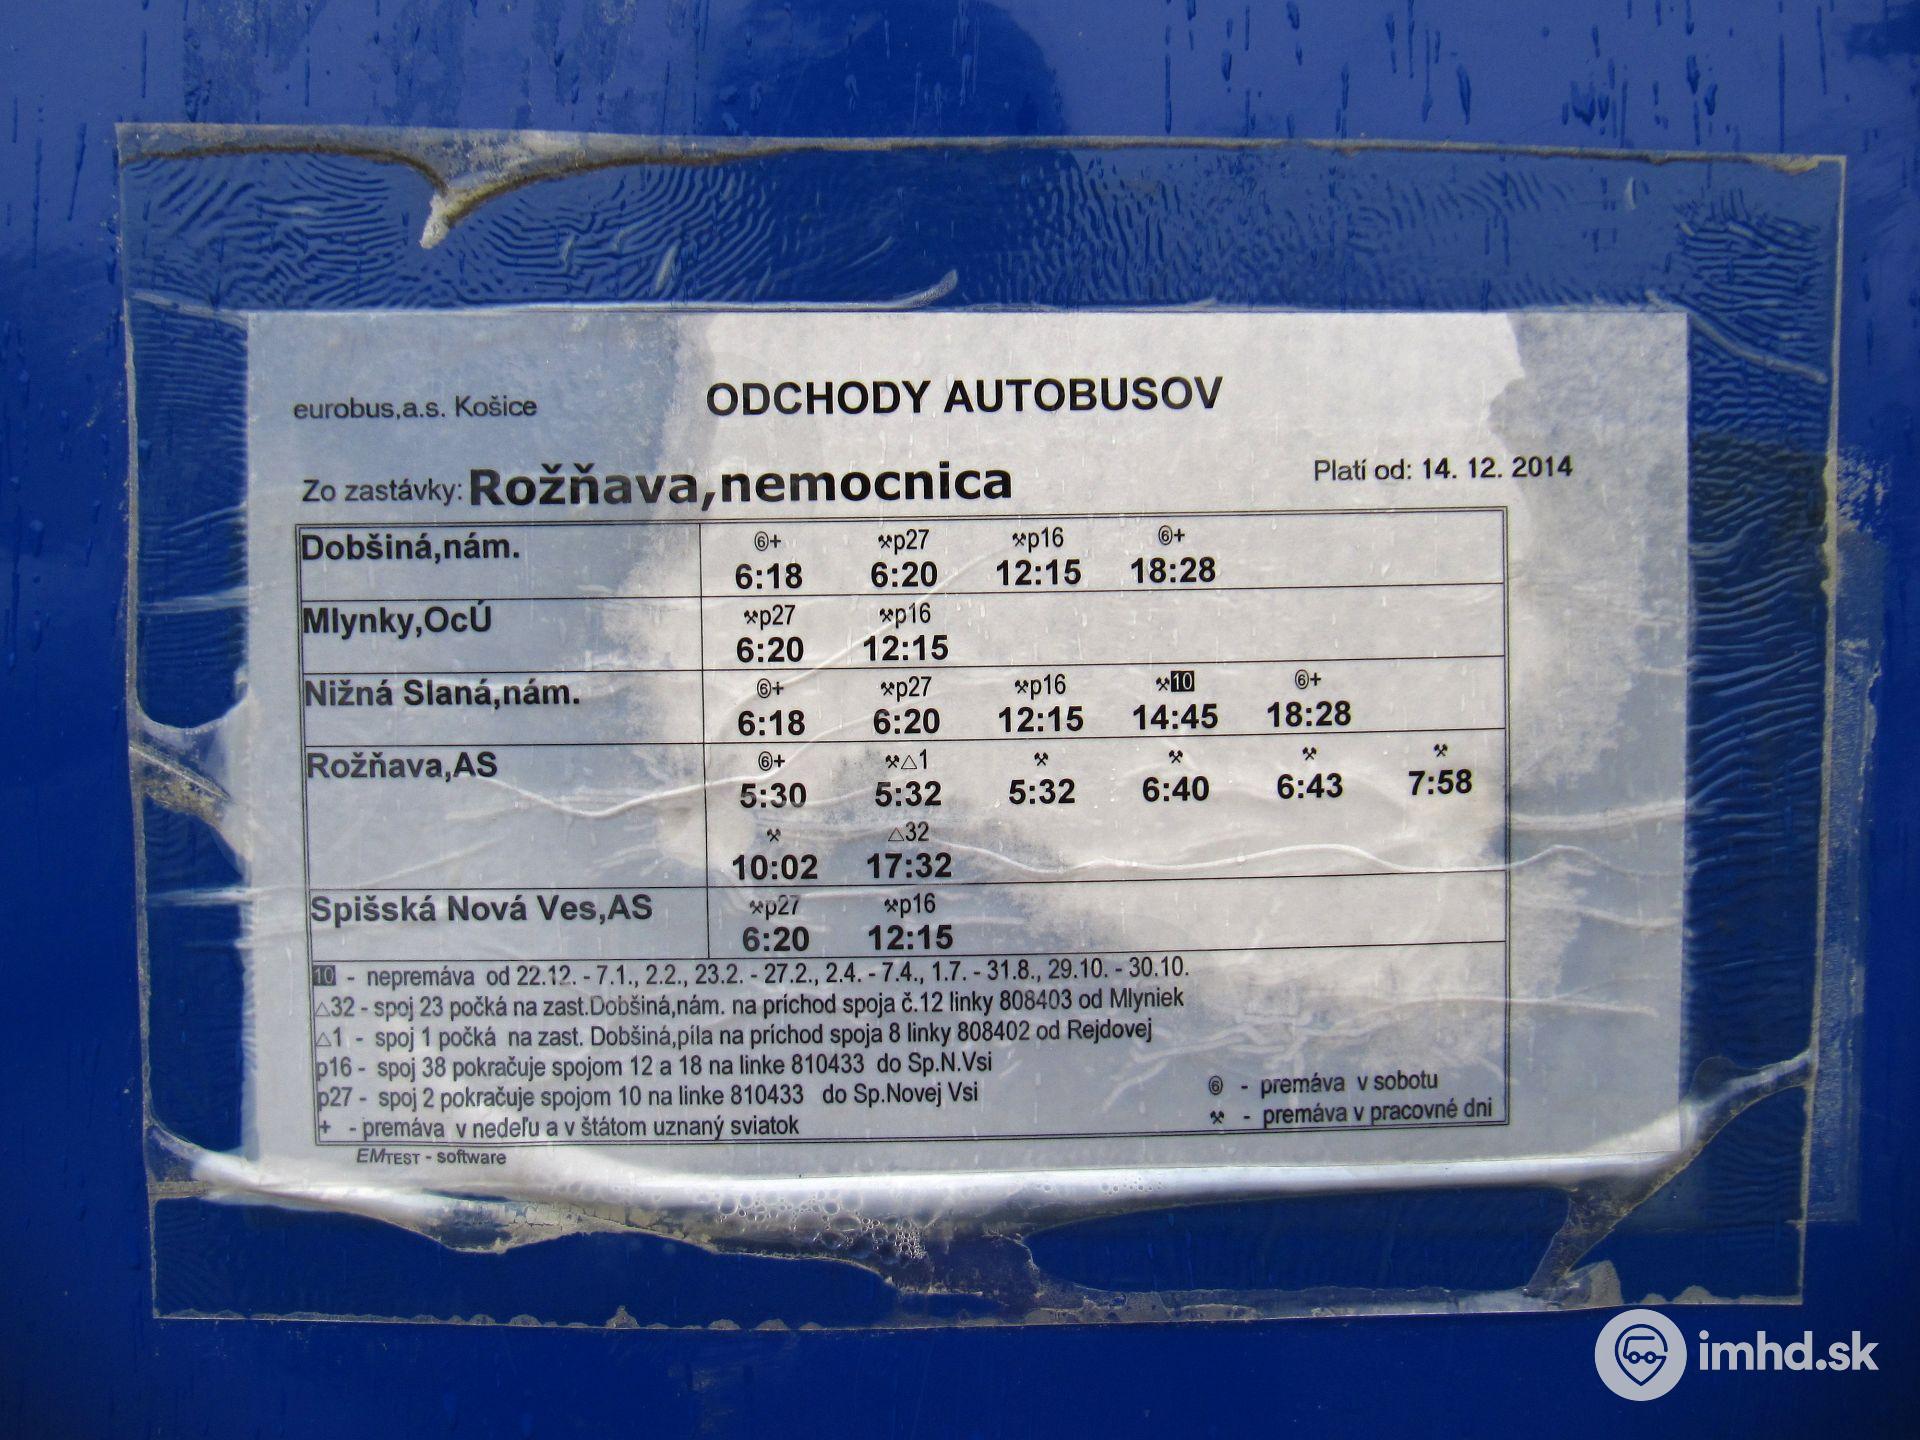 eurobus,a.s. Košice
ODCHODY AUTOBUSOV
Zo zastávky: Rožňava,nemocnica
Platí od: 14. 12. 2014
Dobšiná,nám.
⑥+ ⚒p27 ⚒p16 ⑥+
6:18 6:20 12:15 18:28
Mlynky,OcÚ
⚒p27 ⚒p16
6:20 12:15
Nižná Slaná,nám.
⑥+ ⚒p27 ⚒p16 ⚒10 ⑥+
6:18 6:20 12:15 14:45 18:28
Rožňava,AS
⑥+ ⚒△1 ⚒ ⚒ ⚒ ⚒
5:30 5:32 5:32 6:40 6:43 7:58
⚒ △32
10:02 17:32
Spišská Nová Ves,AS
⚒p27 ⚒p16
6:20 12:15
10 - nepremáva od 22.12. - 7.1., 2.2., 23.2. - 27.2., 2.4. - 7.4., 1.7. - 31.8., 29.10. - 30.10.
△32 - spoj 23 počká na zast.Dobšiná,nám. na príchod spoja č.12 linky 808403 od Mlyniek
△1 - spoj 1 počká na zast. Dobšiná,píla na príchod spoja 8 linky 808402 od Rejdovej
p16 - spoj 38 pokračuje spojom 12 a 18 na linke 810433 do Sp.N.Vsi
p27 - spoj 2 pokračuje spojom 10 na linke 810433 do Sp.Novej Vsi
⑥ - premáva v sobotu
+ - premáva v nedeľu a v štátom uznaný sviatok
⚒ - premáva v pracovné dni
EMTEST - software
imhd.sk